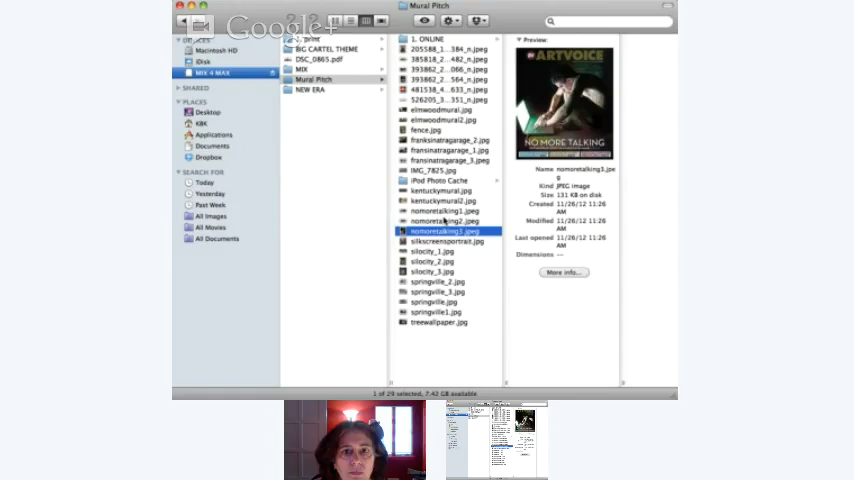 Mural Pitch
Google+
DEVICES
Macintosh HD
iDisk
MIX 4 MAX
SHARED
PLACES
Desktop
KBK
Applications
Documents
Dropbox
SEARCH FOR
Today
Yesterday
Past Week
All Images
All Movies
All Documents
1. print
BIG CARTEL THEME
DSC_0865.pdf
MIX
Mural Pitch
NEW ERA
1. ONLINE
205588_1...384_n.jpeg
385818_2...482_n.jpeg
393862_2...066_n.jpeg
393862_2...564_n.jpeg
481538_4...633_n.jpeg
526205_3...351_n.jpeg
elmwoodmural.jpg
elmwoodmural2.jpg
fence.jpg
franksinatragarage_2.jpg
fransinatragarage_1.jpg
fransinatragarage_3.jpeg
IMG_7825.jpg
iPod Photo Cache
kentuckymural.jpg
kentuckymural2.jpg
nomoretalking1.jpeg
nomoretalking2.jpeg
nomoretalking3.jpeg
silkscreensportrait.jpg
silocity_1.jpg
silocity_2.jpg
silocity_3.jpg
springville_2.jpg
springville_3.jpg
springville.jpg
springville1.jpg
treewallpaper.jpg
Preview:
ARTVOICE
NO MORE TALKING
Name nomoretalking3.jpe
g
Kind JPEG image
Size 131 KB on disk
Created 11/26/12 11:26
AM
Modified 11/26/12 11:26
AM
Last opened 11/26/12 11:26
AM
Dimensions ---
More info...
1 of 29 selected, 7.42 GB available